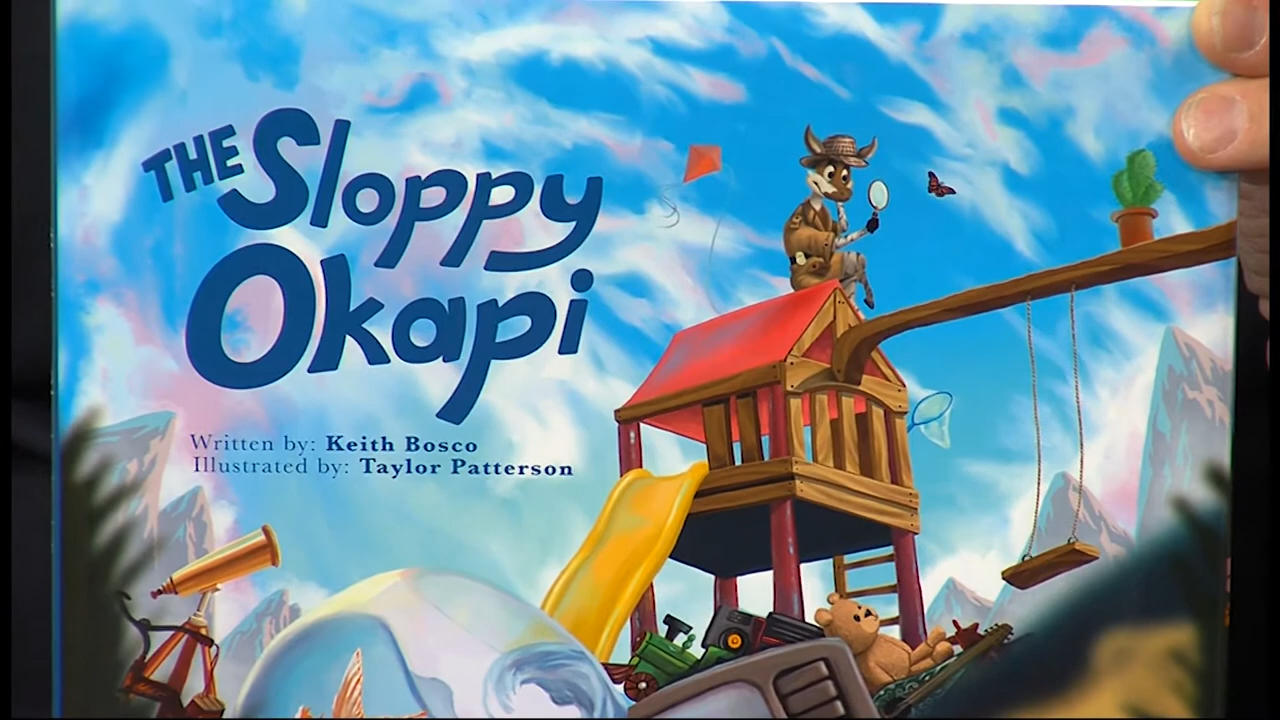 THE Sloppy
Okapi
Written by: Keith Bosco
Illustrated by: Taylor Patterson